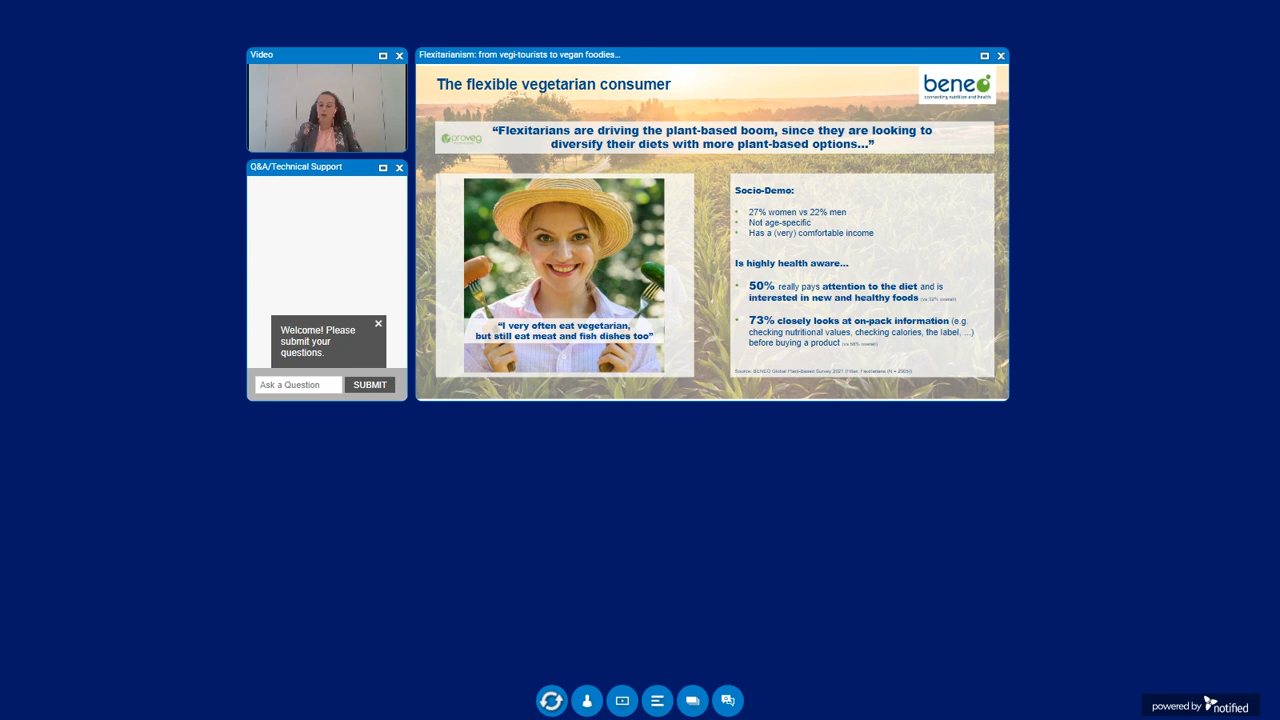 Video
Q&A/Technical Support
Welcome! Please
submit your
questions.
Ask a Question
SUBMIT
Flexitarianism: from vegi-tourists to vegan foodies...
The flexible vegetarian consumer
beneo
connecting nutrition and health
proveg
“Flexitarians are driving the plant-based boom, since they are looking to
diversify their diets with more plant-based options...”
“I very often eat vegetarian,
but still eat meat and fish dishes too”
Socio-Demo:
• 27% women vs 22% men
• Not age-specific
• Has a (very) comfortable income
Is highly health aware...
• 50% really pays attention to the diet and is
interested in new and healthy foods
• 73% closely looks at on-pack information (e.g.
checking nutritional values, checking calories, the label, ...)
before buying a product
Source: BENEO Global Plant-Based Survey 2021 (Filter: Flexitarians
powered by notified